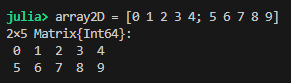 julia> array2D = [0 1 2 3 4; 5 6 7 8 9]
2×5 Matrix{Int64}:
 0  1  2  3  4
 5  6  7  8  9